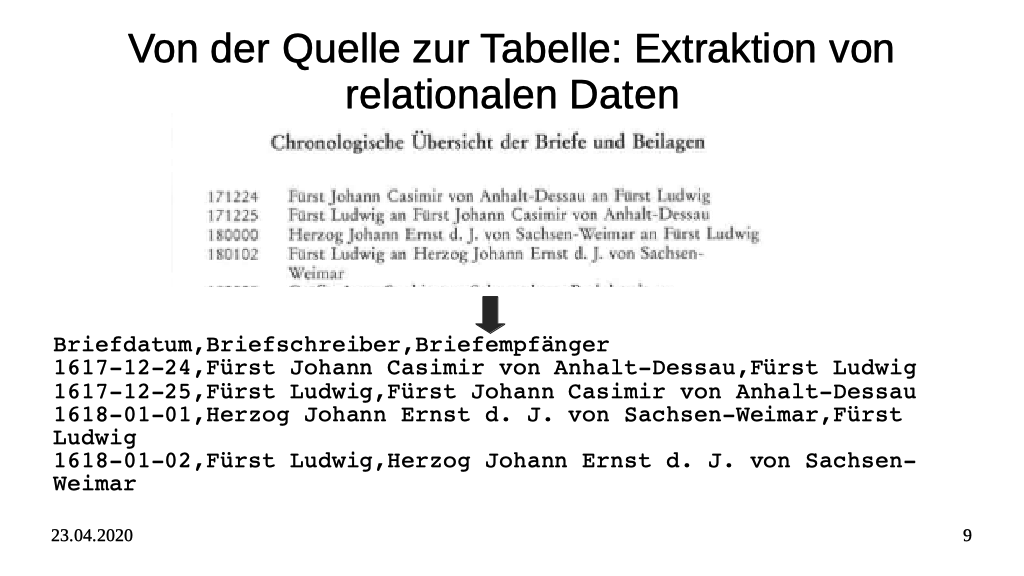 Von der Quelle zur Tabelle: Extraktion von
relationalen Daten
Chronologische Übersicht der Briefe und Beilagen
171224 Fürst Johann Casimir von Anhalt-Dessau an Fürst Ludwig
171225 Fürst Ludwig an Fürst Johann Casimir von Anhalt-Dessau
180000 Herzog Johann Ernst d. J. von Sachsen-Weimar an Fürst Ludwig
180102 Fürst Ludwig an Herzog Johann Ernst d. J. von Sachsen-
Weimar
Briefdatum,Briefschreiber,Briefempfänger
1617-12-24,Fürst Johann Casimir von Anhalt-Dessau,Fürst Ludwig
1617-12-25,Fürst Ludwig,Fürst Johann Casimir von Anhalt-Dessau
1618-01-01,Herzog Johann Ernst d. J. von Sachsen-Weimar,Fürst
Ludwig
1618-01-02,Fürst Ludwig,Herzog Johann Ernst d. J. von Sachsen-
Weimar
23.04.2020
9